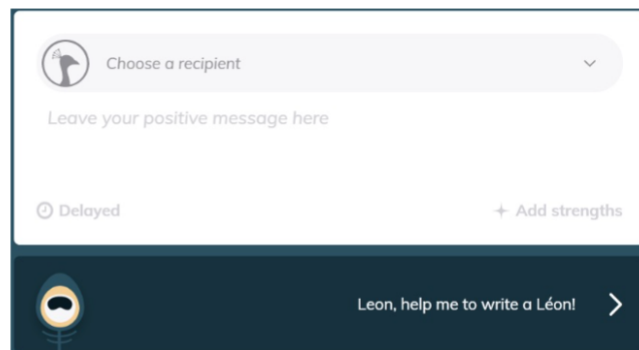 Choose a recipient
Leave your positive message here
Delayed
+ Add strengths
Leon, help me to write a Léon!